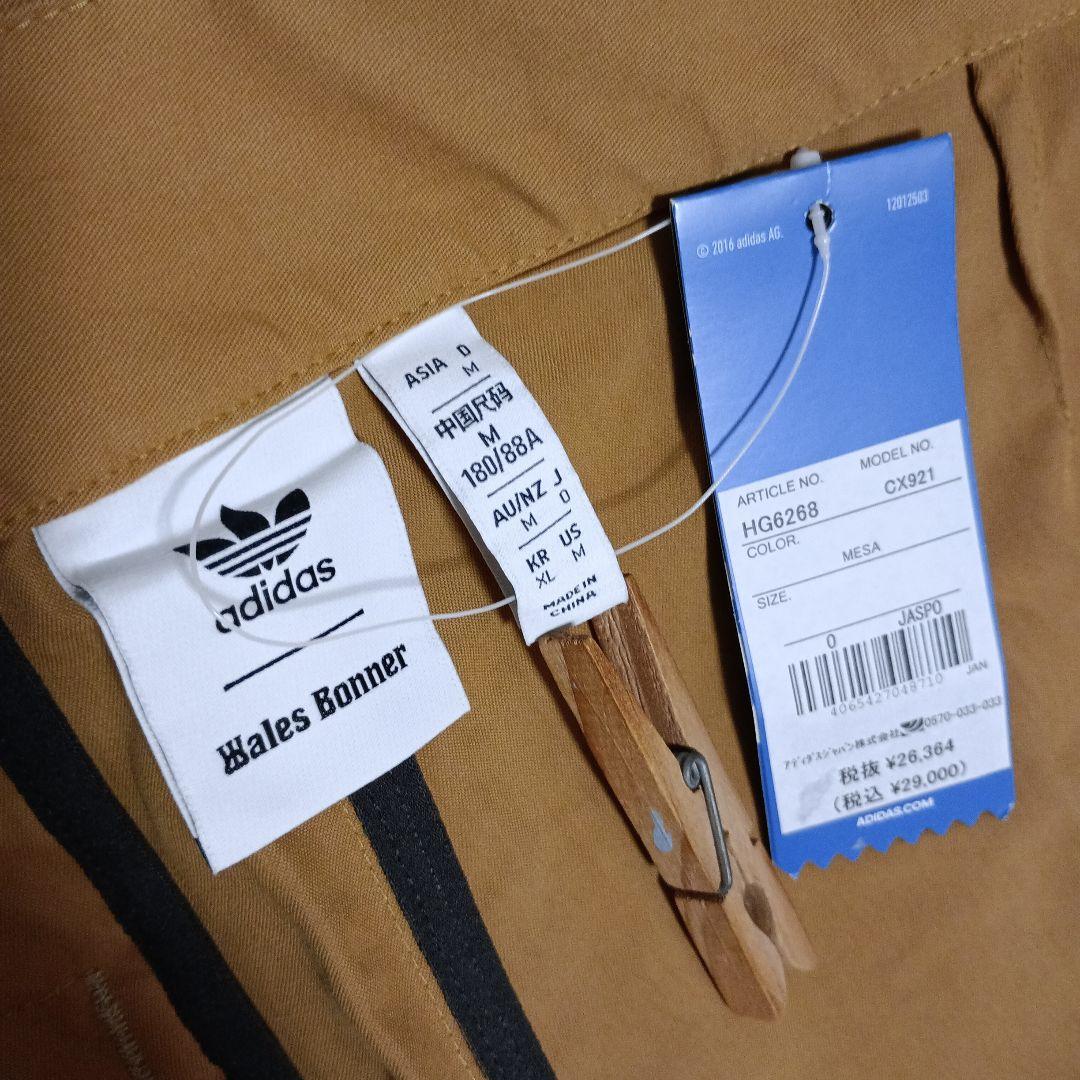 adidas
Wales Bonner
ASIA D
M
中国尺码
M
180/88A
AU/NZ J
M O
KR US
XL M
MADE IN
CHINA
© 2016 adidas AG.
12012503
ARTICLE NO. MODEL NO.
HG6268 CX921
COLOR.
MESA
SIZE.
O JASPO
4065427048710
JAN
アディダスジャパン株式会社 0570-033-033
税抜 ¥26,364
(税込 ¥29,000)
ADIDAS.COM